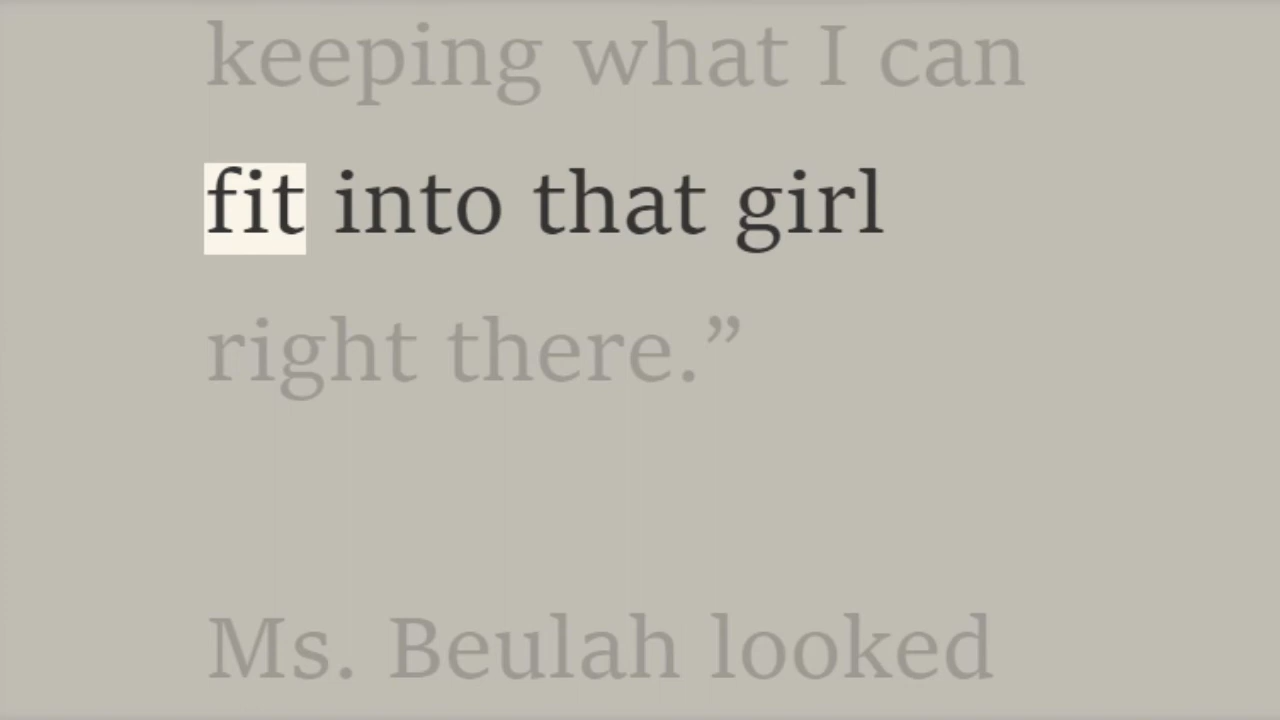 keeping what I can
fit into that girl
right there.”
Ms. Beulah looked